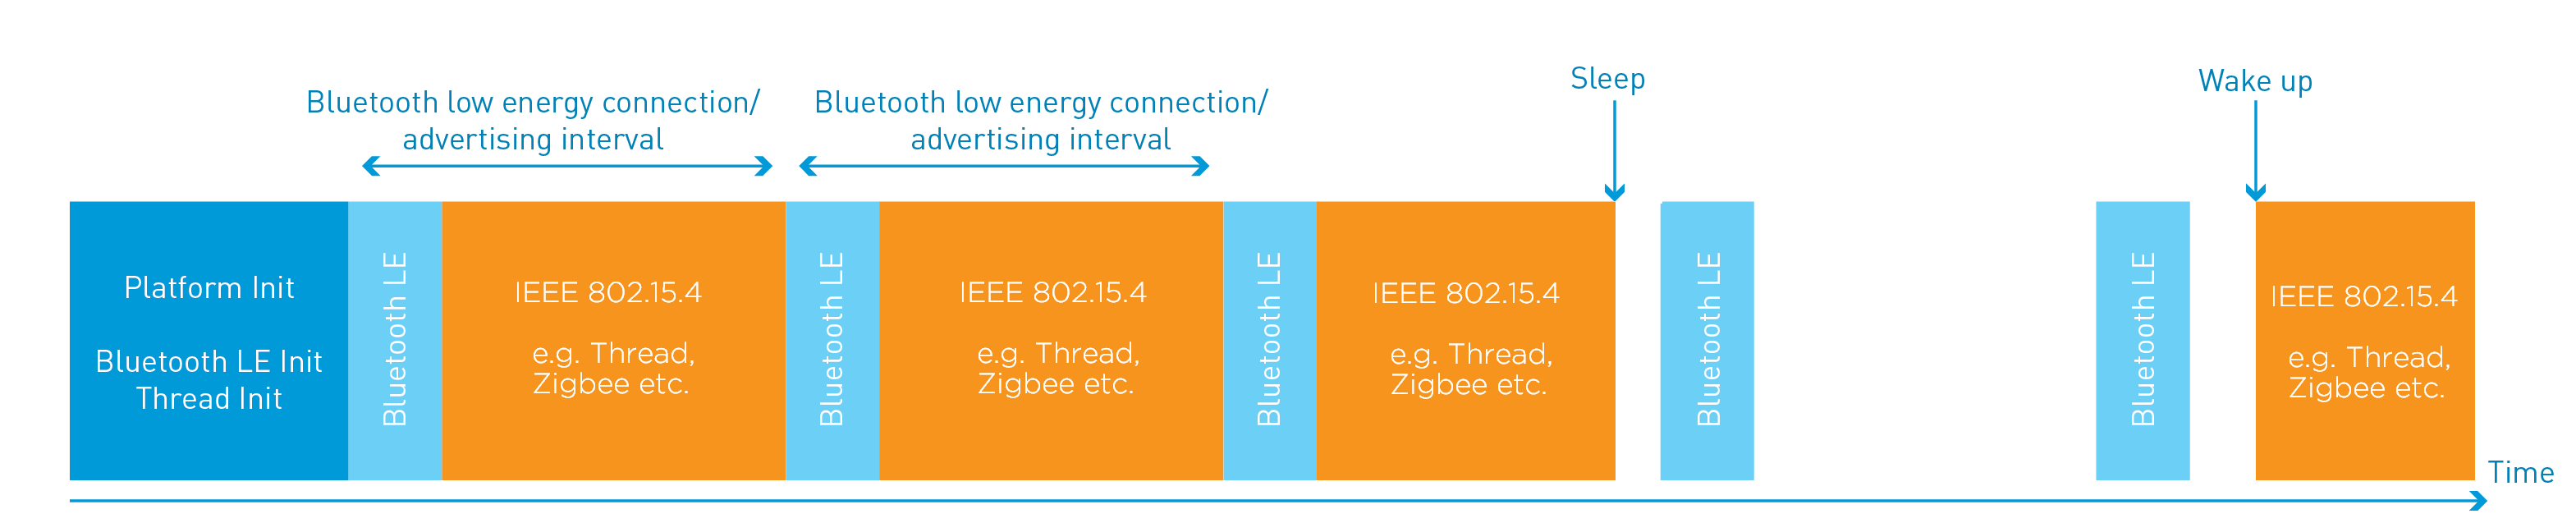 Bluetooth low energy connection/
advertising interval
Bluetooth low energy connection/
advertising interval
Sleep
Wake up
Platform Init
Bluetooth LE Init
Thread Init
Bluetooth LE
IEEE 802.15.4
e.g. Thread,
Zigbee etc.
Bluetooth LE
IEEE 802.15.4
e.g. Thread,
Zigbee etc.
Bluetooth LE
IEEE 802.15.4
e.g. Thread,
Zigbee etc.
Bluetooth LE
Bluetooth LE
IEEE 802.15.4
e.g. Thread,
Zigbee etc.
Time